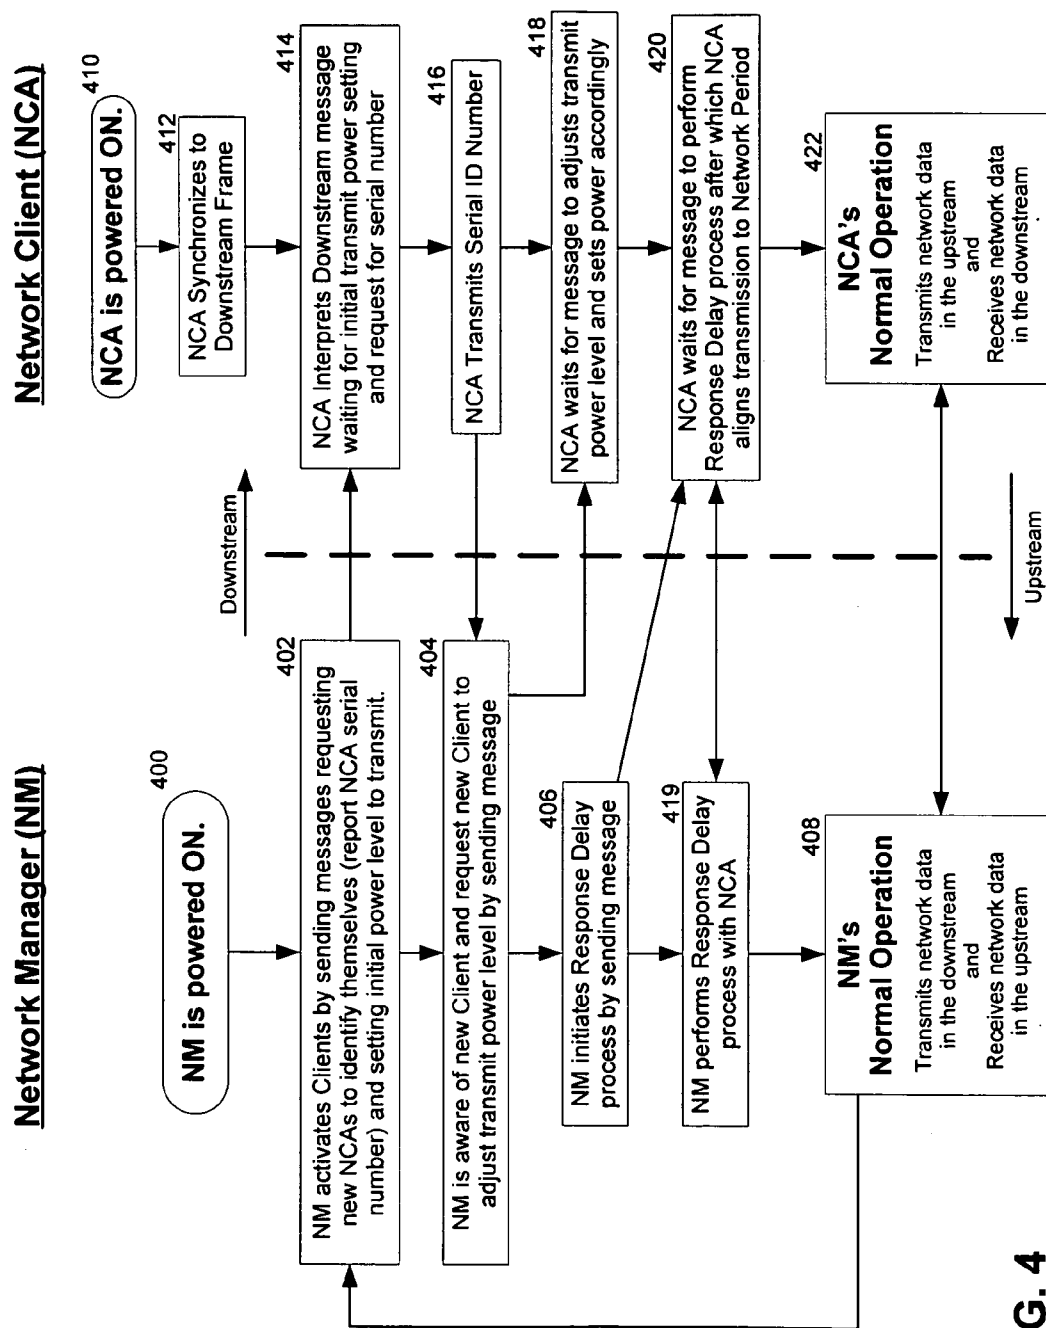 Network Manager (NM)
400
NM is powered ON.
402
NM activates Clients by sending messages requesting
new NCAs to identify themselves (report NCA serial
number) and setting initial power level to transmit.
404
NM is aware of new Client and request new Client to
adjust transmit power level by sending message
406
NM initiates Response Delay
process by sending message
419
NM performs Response Delay
process with NCA
408
NM's
Normal Operation
Transmits network data
in the downstream
and
Receives network data
in the upstream
Downstream
Upstream
Network Client (NCA)
410
NCA is powered ON.
412
NCA Synchronizes to
Downstream Frame
414
NCA Interprets Downstream message
waiting for initial transmit power setting
and request for serial number
416
NCA Transmits Serial ID Number
418
NCA waits for message to adjusts transmit
power level and sets power accordingly
420
NCA waits for message to perform
Response Delay process after which NCA
aligns transmission to Network Period
422
NCA's
Normal Operation
Transmits network data
in the upstream
and
Receives network data
in the downstream
G. 4